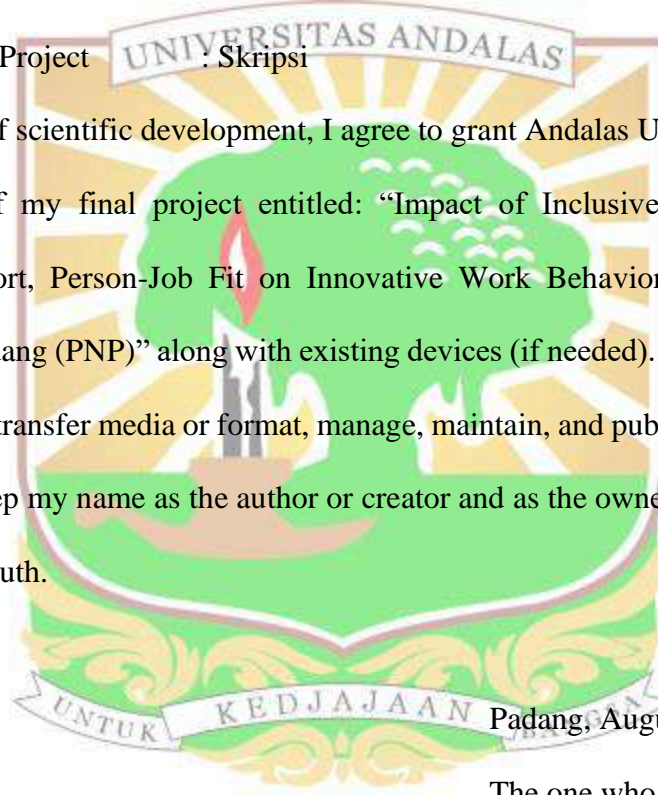 UNIVERSITAS ANDALAS
Project : Skripsi
f scientific development, I agree to grant Andalas U
f my final project entitled: “Impact of Inclusive
ort, Person-Job Fit on Innovative Work Behavior
dang (PNP)” along with existing devices (if needed).
transfer media or format, manage, maintain, and pub
ep my name as the author or creator and as the owne
uth.
UNTUK KEDJAJAAN BANGSA
Padang, Augu
The one who